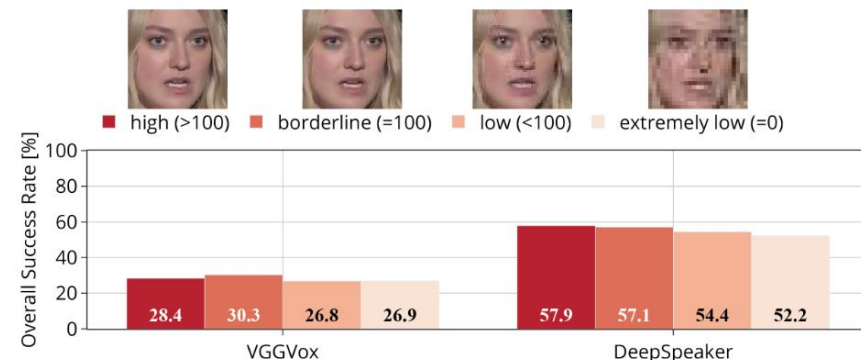 high (>100) borderline (=100) low (<100) extremely low (=0)
Overall Success Rate [%]
100
80
60
40
20
0
28.4 30.3 26.8 26.9 57.9 57.1 54.4 52.2
VGGVox DeepSpeaker